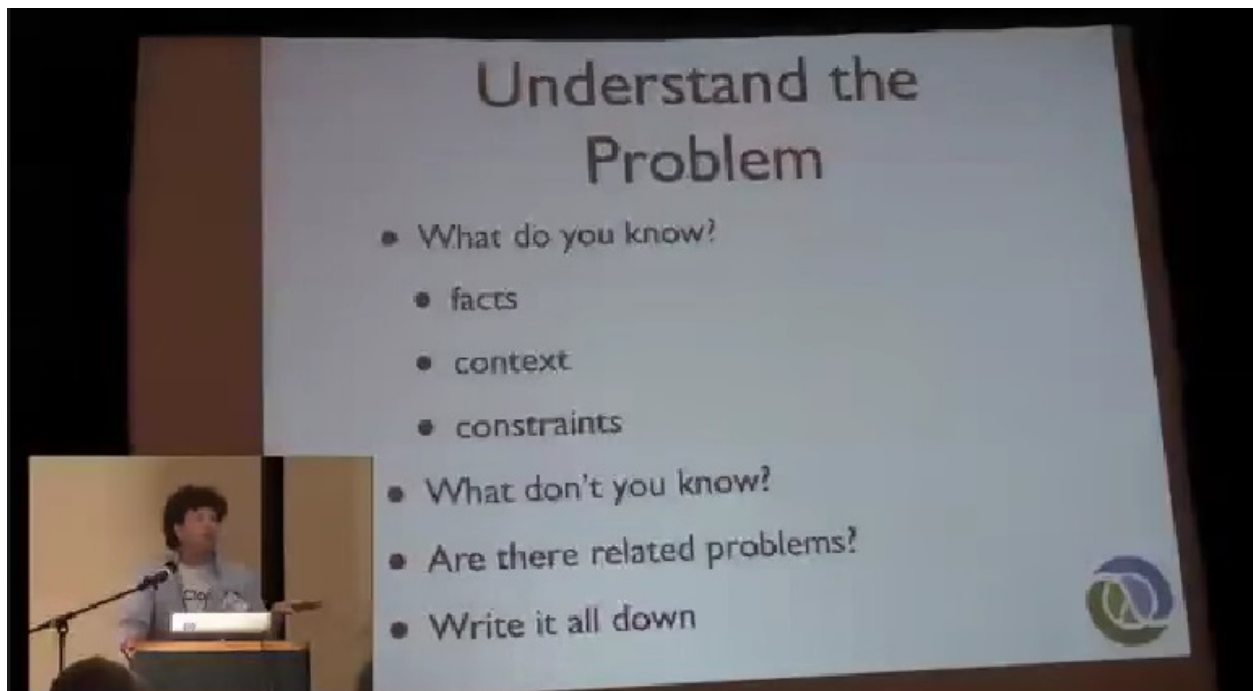 Understand the
Problem
• What do you know?
• facts
• context
• constraints
• What don't you know?
• Are there related problems?
• Write it all down